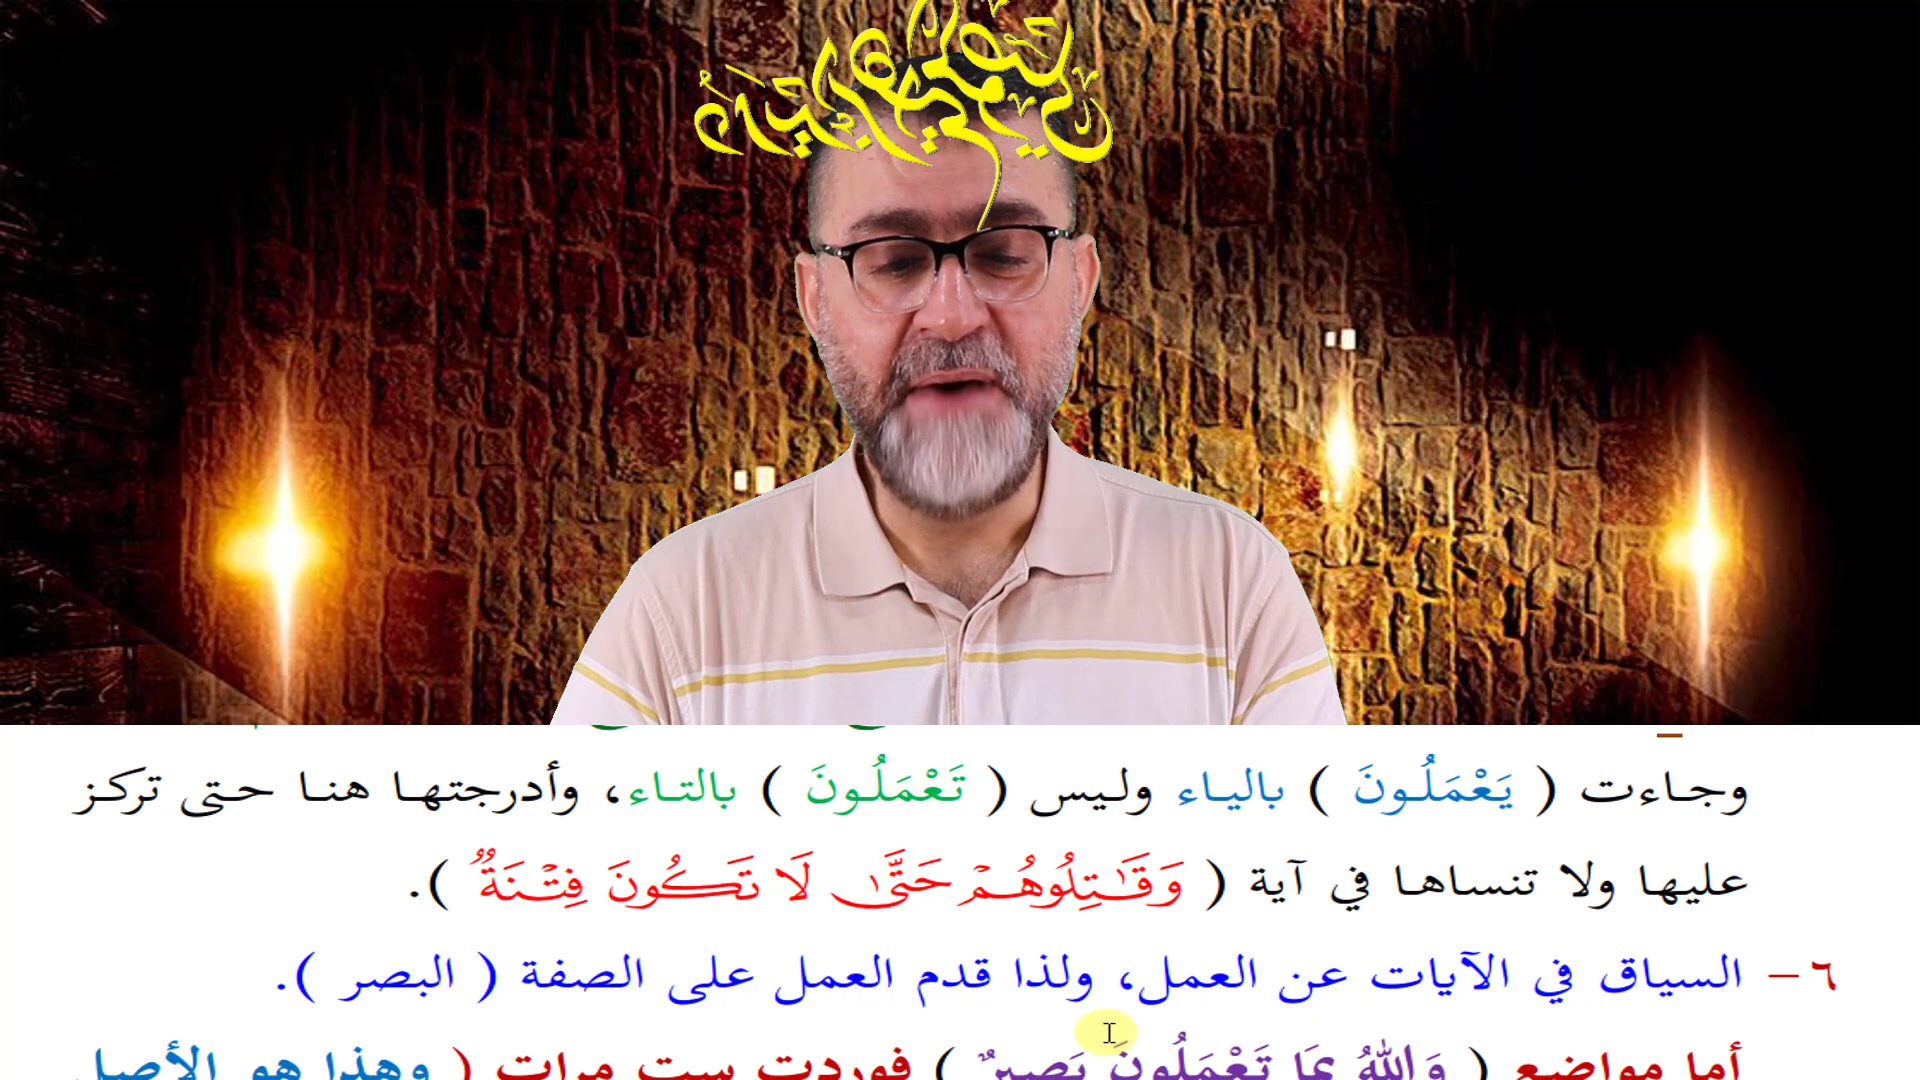 وجاءت ( يَعْمَلُونَ ) بالياء وليس ( تَعْمَلُونَ ) بالتاء، وأدرجتها هنا حتى تركز
عليها ولا تنساها في آية ( وَقَـٰتِلُوهُمْ حَتَّىٰ لَا تَكُونَ فِتْنَةٌ ).
٦ – السياق في الآيات عن العمل، ولذا قدم العمل على الصفة ( البصر ).
أما مواضع ( وَاللهُ بِمَا تَعْمَلُونَ بَصِيرٌ ) فوردت ست مرات ( وهذا هو الأصل